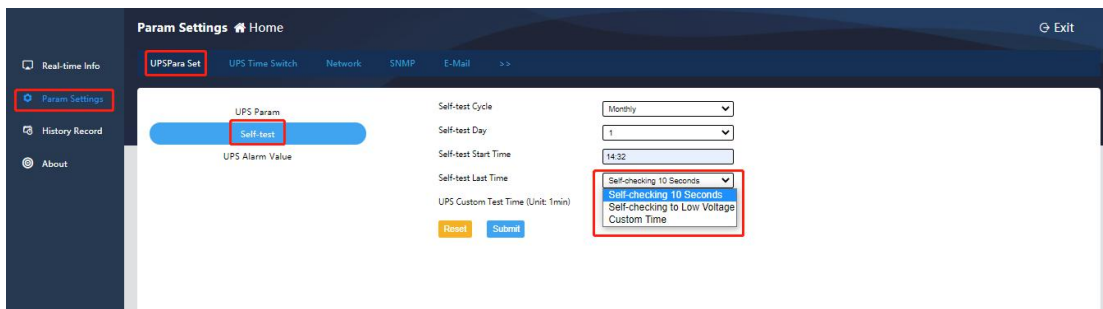 Param Settings Home Exit
Real-time Info
Param Settings
History Record
About
UPSPara Set UPS Time Switch Network SNMP E-Mail >>
UPS Param
Self-test
UPS Alarm Value
Self-test Cycle Monthly
Self-test Day 1
Self-test Start Time 14:32
Self-test Last Time Self-checking 10 Seconds
Self-checking 10 Seconds
Self-checking to Low Voltage
Custom Time
UPS Custom Test Time (Unit: 1min)
Reset Submit